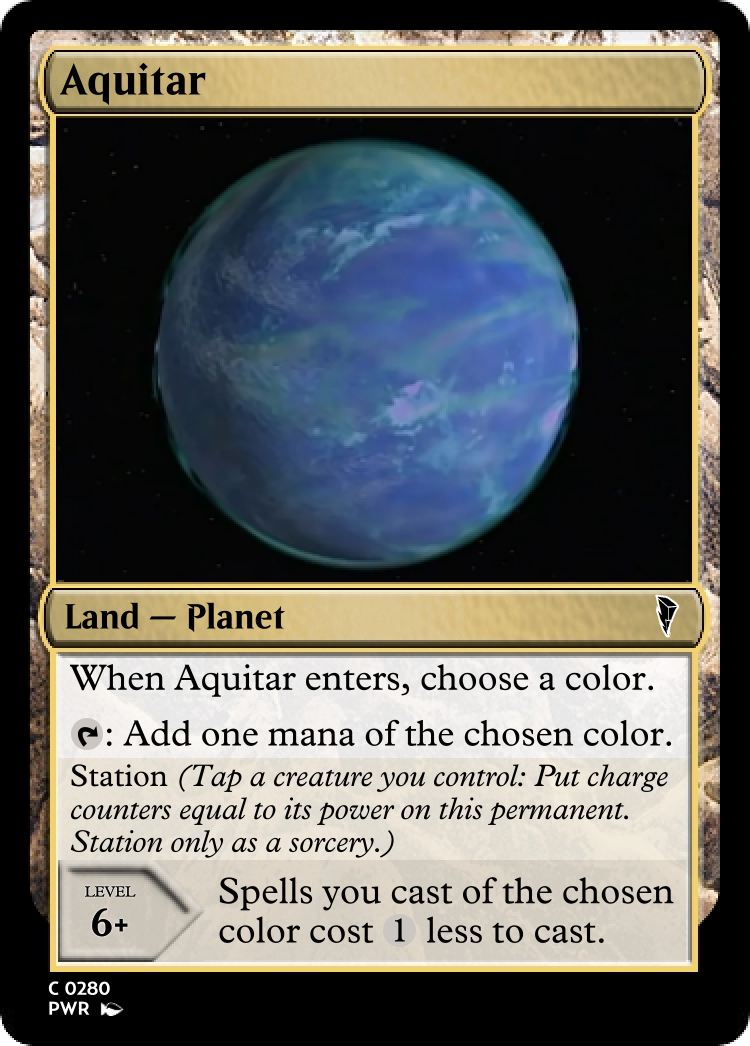 Aquitar
Land — Planet
When Aquitar enters, choose a color.
: Add one mana of the chosen color.
Station (Tap a creature you control: Put charge
counters equal to its power on this permanent.
Station only as a sorcery.)
LEVEL
6+
Spells you cast of the chosen
color cost 1 less to cast.
C 0280
PWR